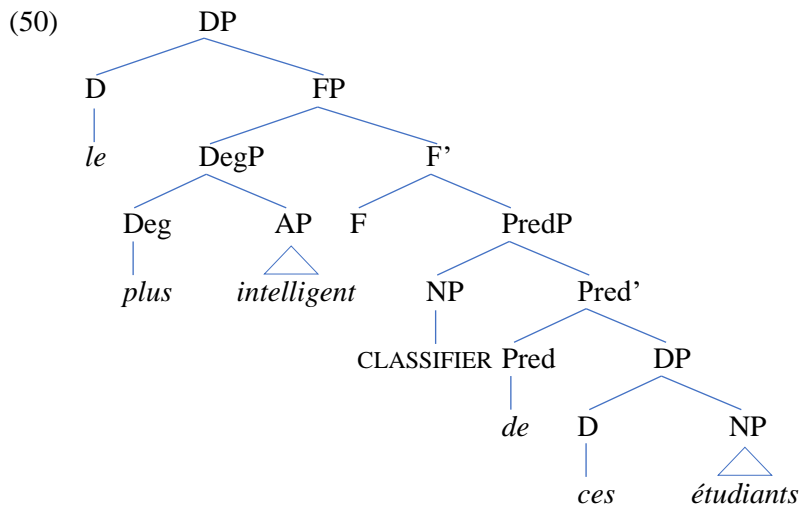 (50) DP
D FP
le DegP F’
Deg AP F PredP
plus intelligent NP Pred’
CLASSIFIER Pred DP
de D NP
ces étudiants